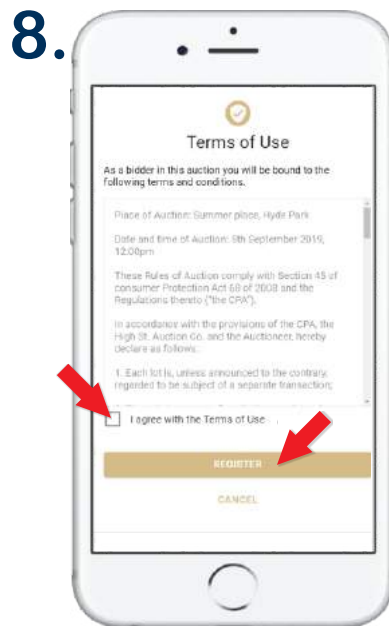 8.
Terms of Use
As a bidder in this auction you will be bound to the
following terms and conditions.
Place of Auction: Summer place, Hyde Park
Date and time of Auction: 9th September 2019,
12:00pm
These Rules of Auction comply with Section 45 of
consumer Protection Act 68 of 2008 and the
Regulations thereto ("the CPA").
In accordance with the provisions of the CPA, the
High St. Auction Co. and the Auctioneer, hereby
declare as follows:
1. Each lot is, unless announced to the contrary,
regarded to be subject of a separate transaction;
I agree with the Terms of Use
REGISTER
CANCEL